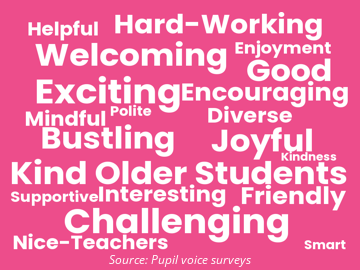 Helpful Hard-Working
Welcoming Enjoyment
Good
Exciting Encouraging
Mindful Polite Diverse
Bustling Joyful
Kindness
Kind Older Students
Supportive Interesting Friendly
Challenging
Nice-Teachers Smart
Source: Pupil voice surveys